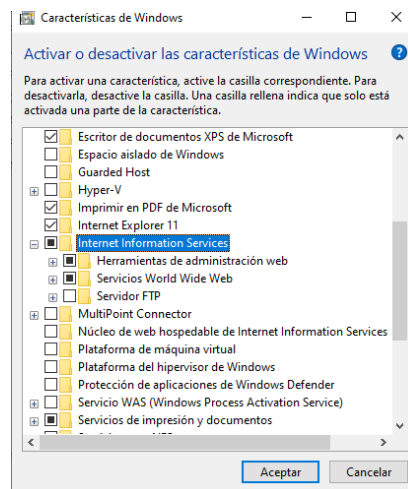 Características de Windows
Activar o desactivar las características de Windows
Para activar una característica, active la casilla correspondiente. Para
desactivarla, desactive la casilla. Una casilla rellena indica que solo está
activada una parte de la característica.
Escritor de documentos XPS de Microsoft
Espacio aislado de Windows
Guarded Host
Hyper-V
Imprimir en PDF de Microsoft
Internet Explorer 11
Internet Information Services
Herramientas de administración web
Servicios World Wide Web
Servidor FTP
MultiPoint Connector
Núcleo de web hospedable de Internet Information Services
Plataforma de máquina virtual
Plataforma del hipervisor de Windows
Protección de aplicaciones de Windows Defender
Servicio WAS (Windows Process Activation Service)
Servicios de impresión y documentos
Aceptar Cancelar